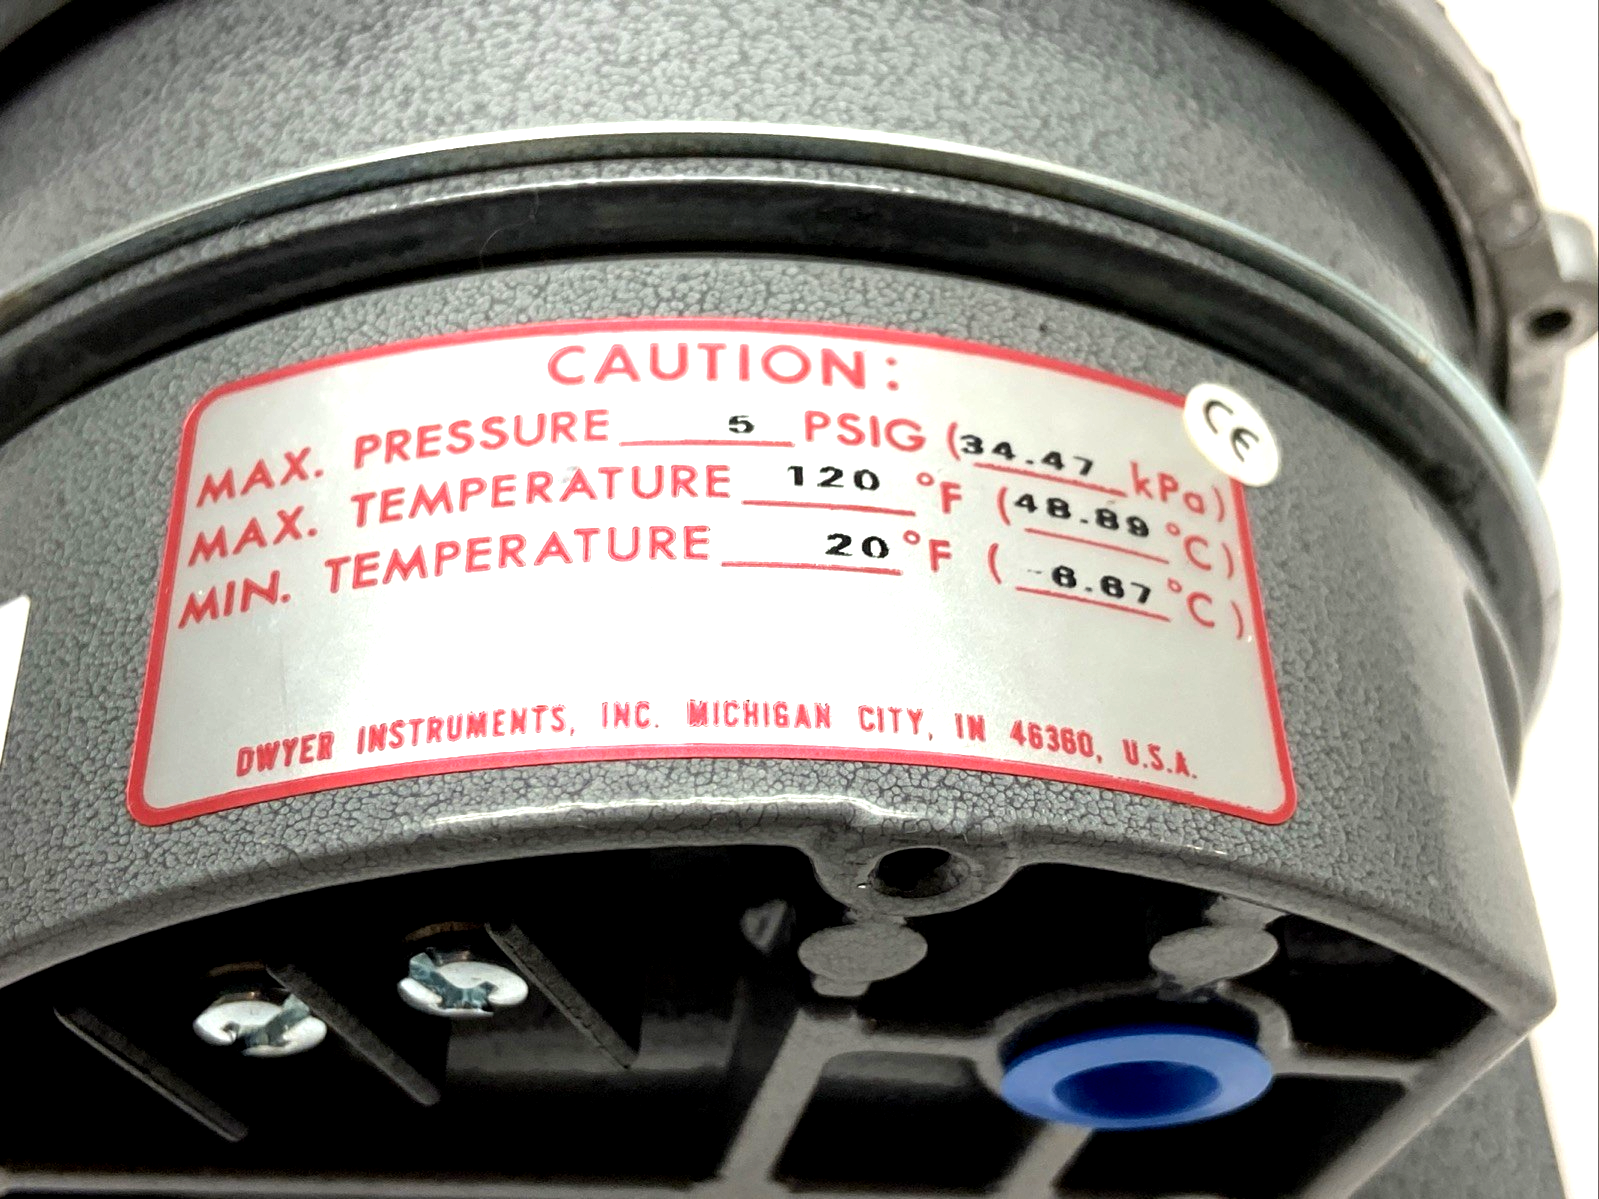 CAUTION:
MAX. PRESSURE 5 PSIG (34.47 kPa)
MAX. TEMPERATURE 120 °F (48.89 °C)
MIN. TEMPERATURE 20 °F ( -6.67 °C)
DWYER INSTRUMENTS, INC. MICHIGAN CITY, IN 46360, U.S.A.
CE